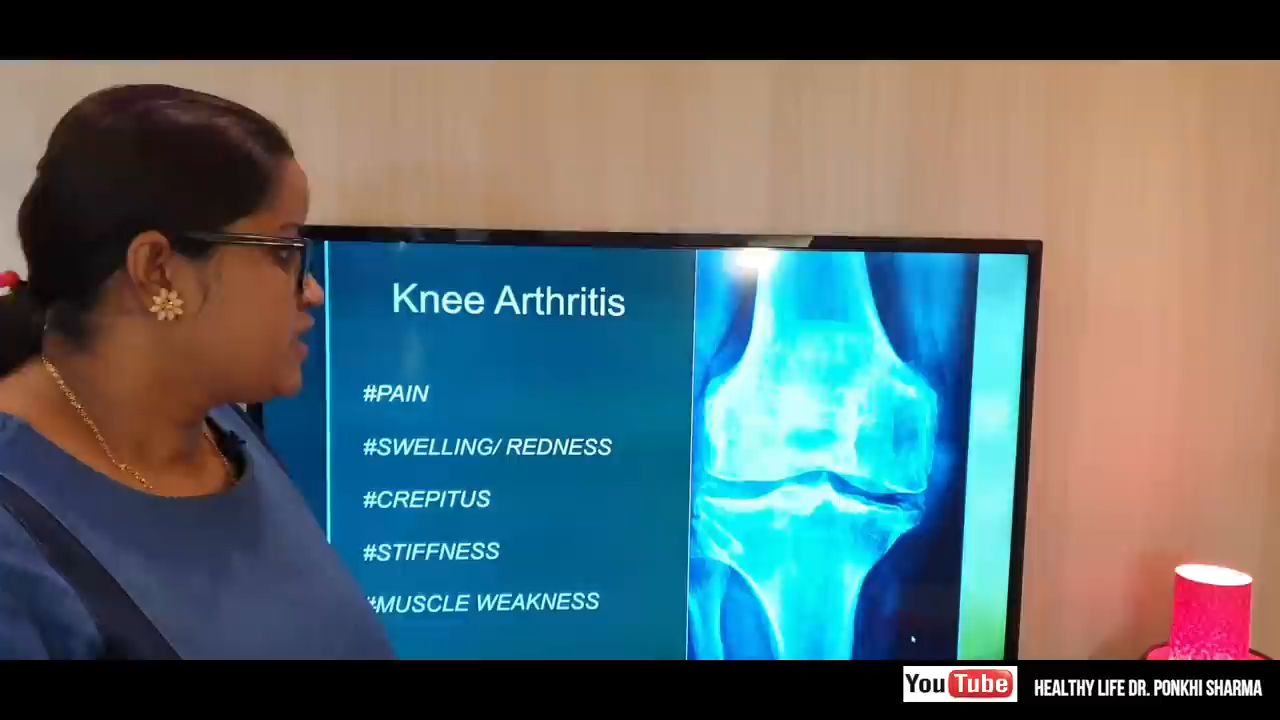 Knee Arthritis
#PAIN
#SWELLING/ REDNESS
#CREPITUS
#STIFFNESS
#MUSCLE WEAKNESS
YouTube
HEALTHY LIFE DR. PONKHI SHARMA